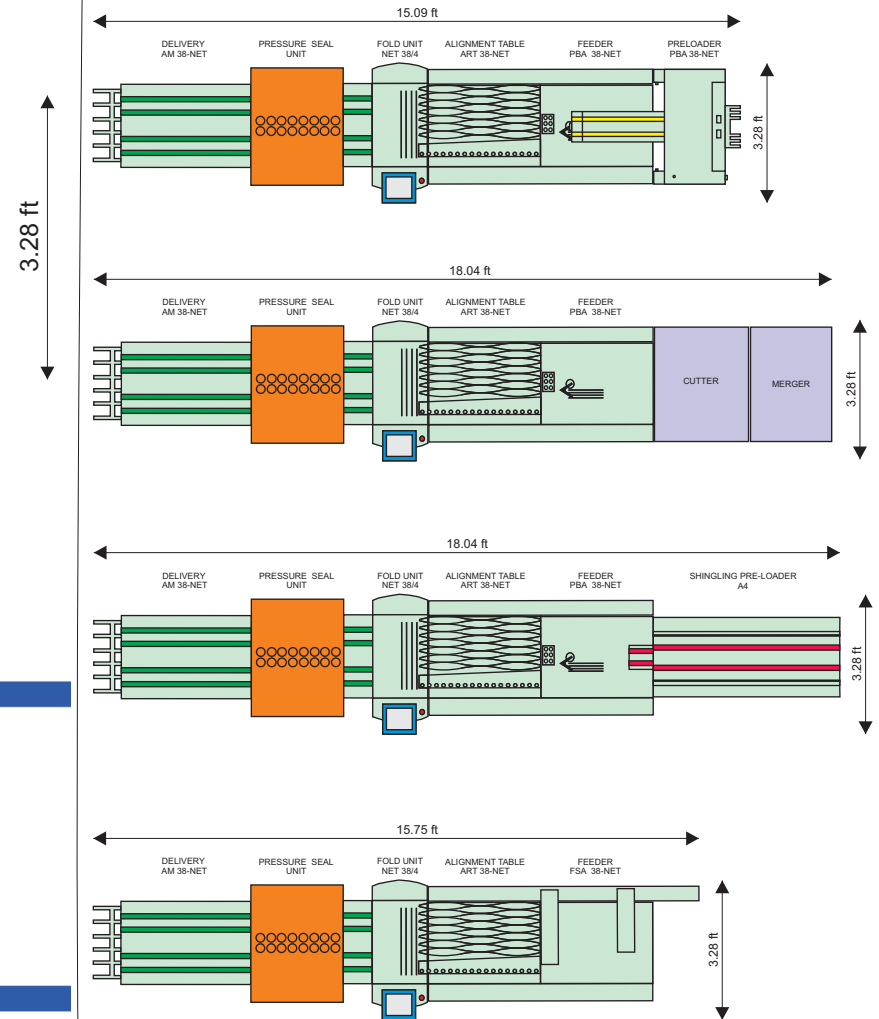 15.09 ft
DELIVERY
AM 38-NET
PRESSURE SEAL
UNIT
FOLD UNIT
NET 38/4
ALIGNMENT TABLE
ART 38-NET
FEEDER
PBA 38-NET
PRELOADER
PBA 38-NET
3.28 ft
3.28 ft
18.04 ft
DELIVERY
AM 38-NET
PRESSURE SEAL
UNIT
FOLD UNIT
NET 38/4
ALIGNMENT TABLE
ART 38-NET
FEEDER
PBA 38-NET
CUTTER
MERGER
3.28 ft
18.04 ft
DELIVERY
AM 38-NET
PRESSURE SEAL
UNIT
FOLD UNIT
NET 38/4
ALIGNMENT TABLE
ART 38-NET
FEEDER
PBA 38-NET
SHINGLING PRE-LOADER
A4
3.28 ft
15.75 ft
DELIVERY
AM 38-NET
PRESSURE SEAL
UNIT
FOLD UNIT
NET 38/4
ALIGNMENT TABLE
ART 38-NET
FEEDER
FSA 38-NET
3.28 ft